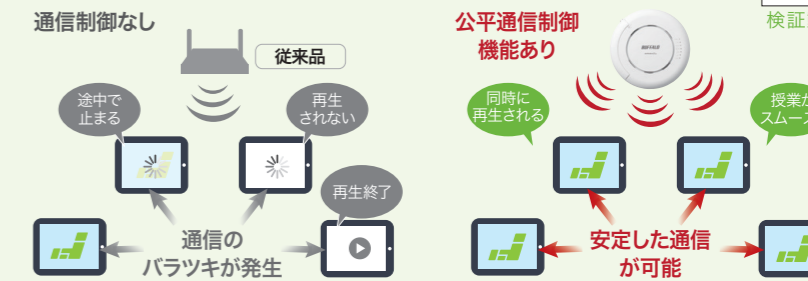 通信制御なし
従来品
途中で
止まる
再生
されない
再生終了
通信の
バラツキが発生
公平通信制御
機能あり
BUFFALO
検証
同時に
再生される
授業が
スムーズ
安定した通信
が可能